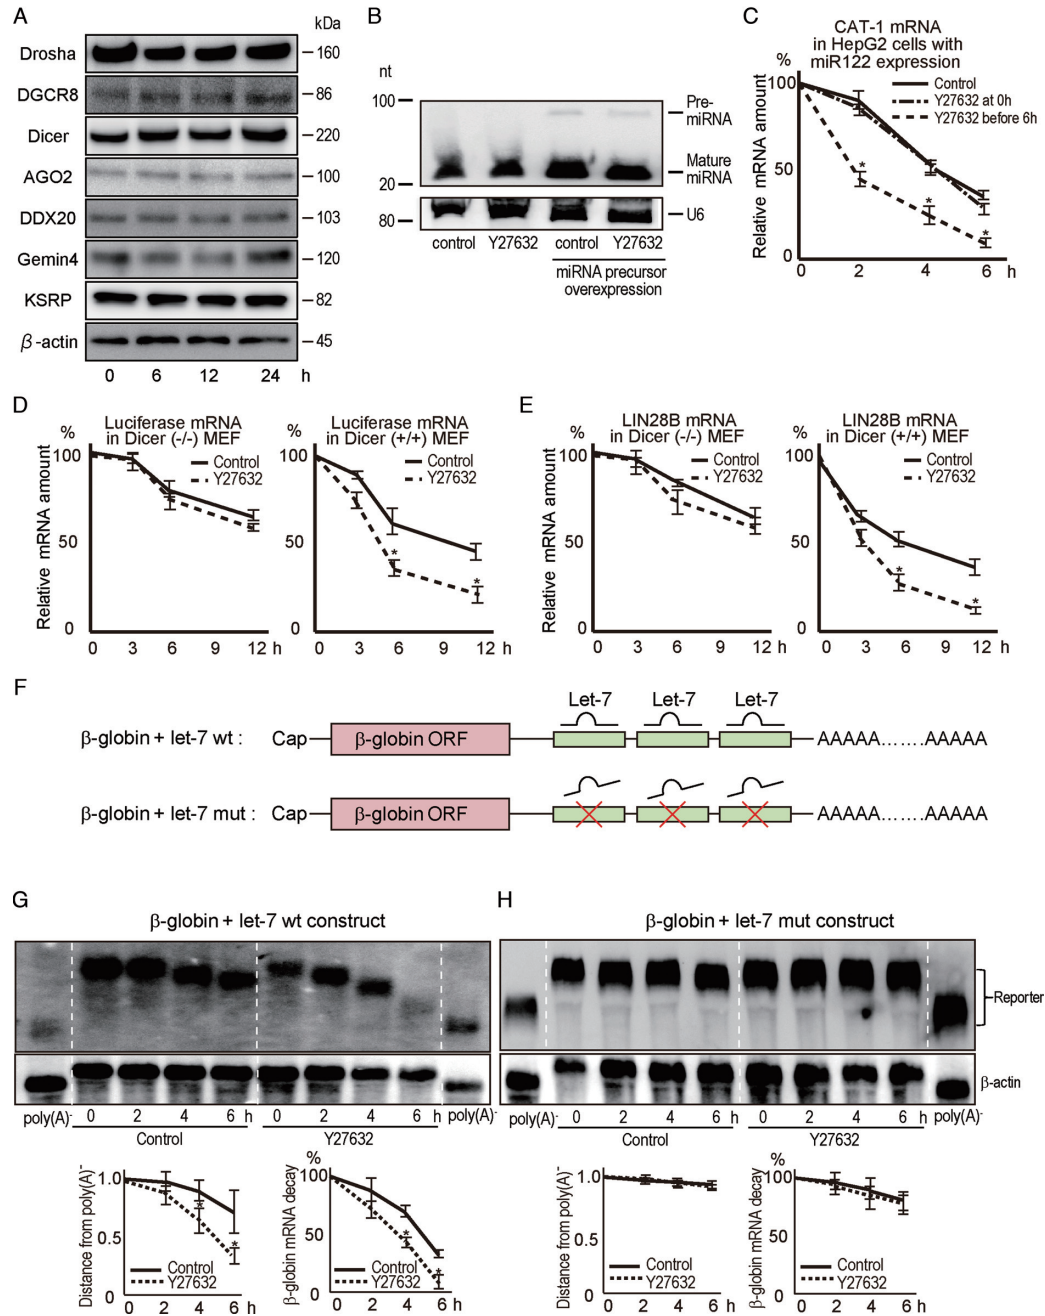 A
kDa
Drosha
160
DGCR8
86
Dicer
220
AGO2
100
DDX20
103
Gemin4
120
KSRP
82
β-actin
45
0 6 12 24 h
B
nt
100
Pre-
miRNA
Mature
miRNA
20
80
U6
control Y27632 control Y27632
miRNA precursor
overexpression
C
CAT-1 mRNA
in HepG2 cells with
miR122 expression
%
Control
Y27632 at 0h
Y27632 before 6h
Relative mRNA amount
100
50
0
*
*
*
0 2 4 6 h
D
Luciferase mRNA
in Dicer (-/-) MEF
%
Control
Y27632
Relative mRNA amount
100
50
0
0 3 6 9 12 h
Luciferase mRNA
in Dicer (+/+) MEF
%
Control
Y27632
100
50
0
*
*
0 3 6 9 12 h
E
LIN28B mRNA
in Dicer (-/-) MEF
%
Control
Y27632
Relative mRNA amount
100
50
0
0 3 6 9 12 h
LIN28B mRNA
in Dicer (+/+) MEF
%
Control
Y27632
100
50
0
*
*
0 3 6 9 12 h
F
Let-7 Let-7 Let-7
β-globin + let-7 wt : Cap β-globin ORF AAAAA.......AAAAA
β-globin + let-7 mut : Cap β-globin ORF AAAAA.......AAAAA
G
β-globin + let-7 wt construct
poly(A)- 0 2 4 6 h 0 2 4 6 h poly(A)-
Control Y27632
Distance from poly(A)-
1.0
0.5
0
*
*
Control
Y27632
0 2 4 6 h
β-globin mRNA decay
%
100
50
0
*
*
Control
Y27632
0 2 4 6 h
H
β-globin + let-7 mut construct
Reporter
β-actin
poly(A)- 0 2 4 6 h 0 2 4 6 h poly(A)-
Control Y27632
Distance from poly(A)-
1.0
0.5
0
Control
Y27632
0 2 4 6 h
β-globin mRNA decay
%
100
50
0
Control
Y27632
0 2 4 6 h